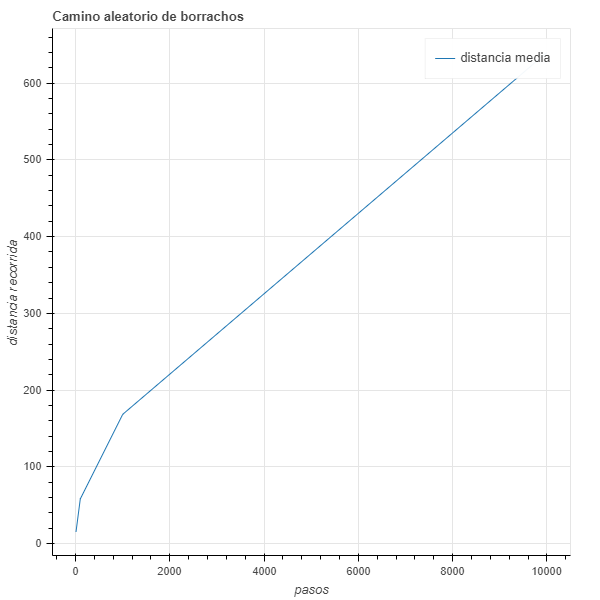 Camino aleatorio de borrachos
distancia media
600
500
400
300
200
100
0
distancia recorrida
0 2000 4000 6000 8000 10000
pasos